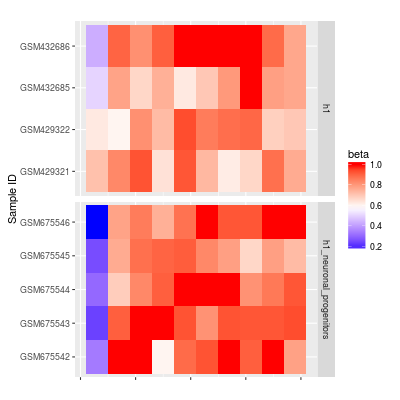 GSM432686
GSM432685
GSM429322
GSM429321
h1
GSM675546
GSM675545
GSM675544
GSM675543
GSM675542
h1_neuronal_progenitors
Sample ID
beta
1.0
0.8
0.6
0.4
0.2